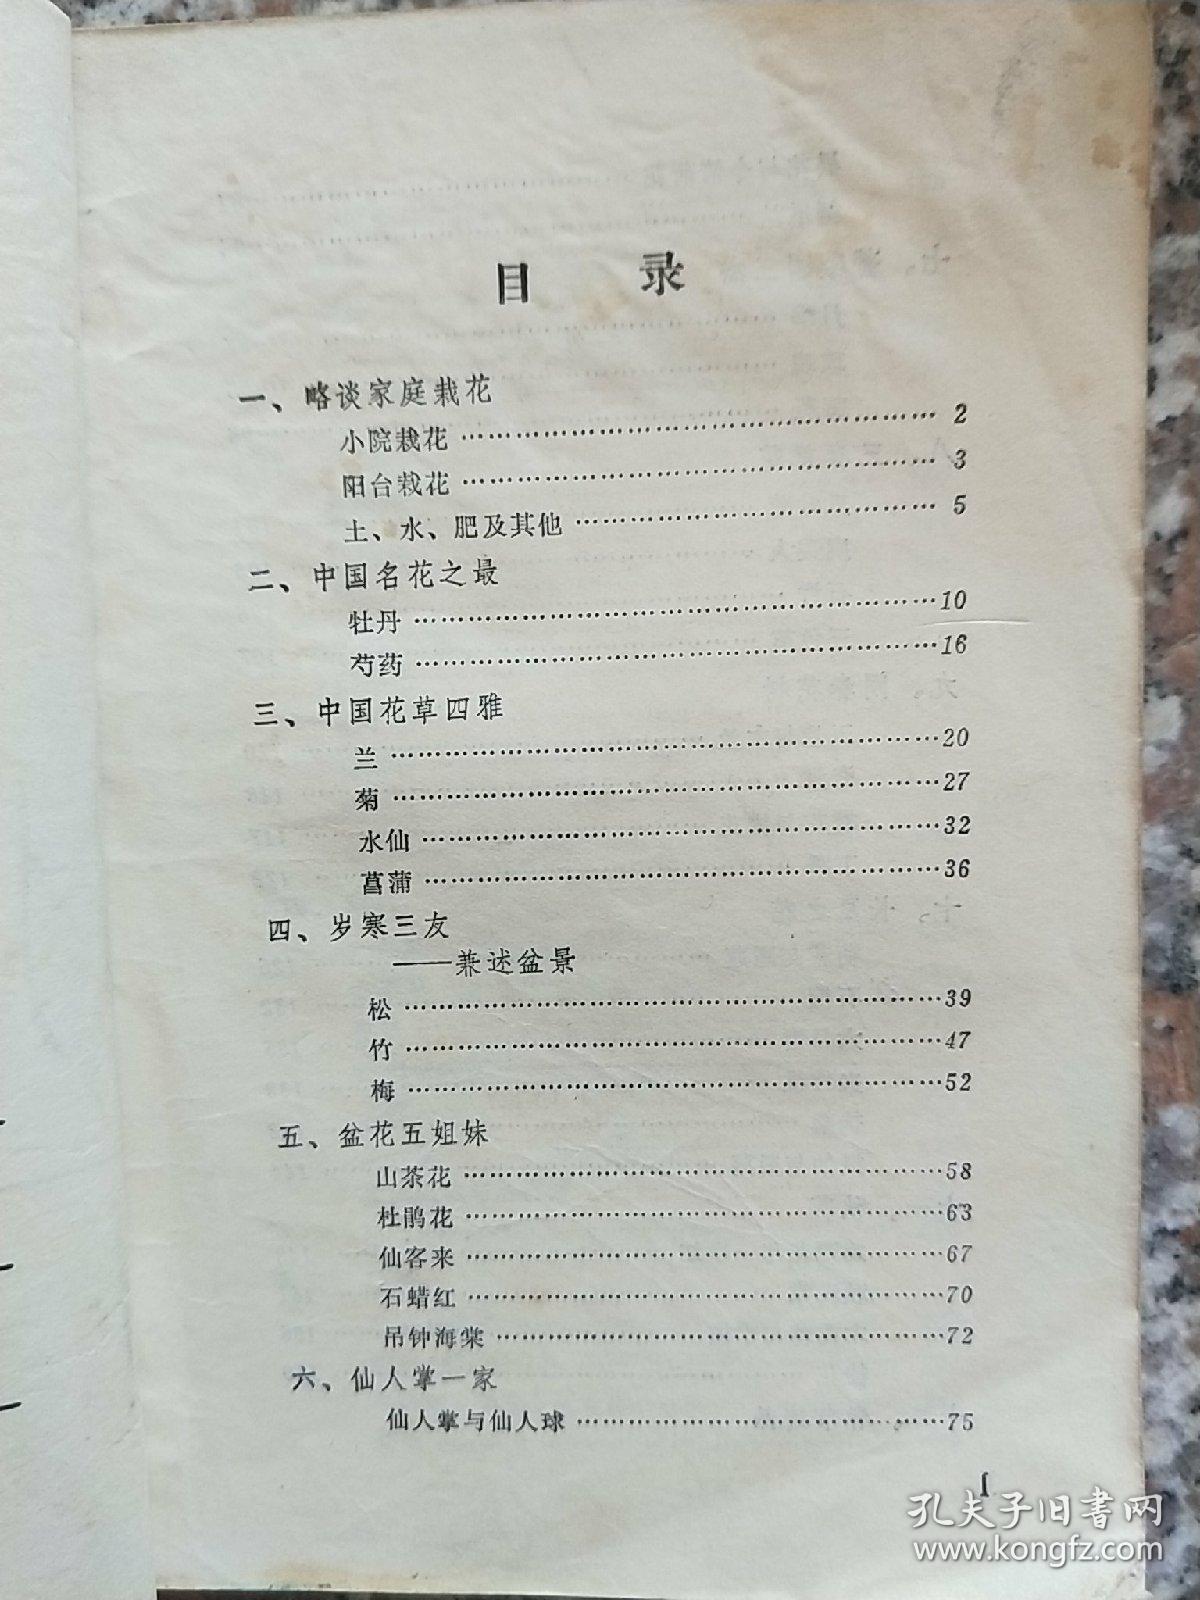 目 录
一、略谈家庭栽花
小院栽花 …………………………………………… 2
阳台栽花 …………………………………………… 3
土、水、肥及其他 ………………………………… 5
二、中国名花之最
牡丹 ……………………………………………………10
芍药 ……………………………………………………16
三、中国花草四雅
兰 ………………………………………………………20
菊 ………………………………………………………27
水仙 ……………………………………………………32
菖蒲 ……………………………………………………36
四、岁寒三友
——兼述盆景
松 ………………………………………………………39
竹 ………………………………………………………47
梅 ………………………………………………………52
五、盆花五姐妹
山茶花 …………………………………………………58
杜鹃花 …………………………………………………63
仙客来 …………………………………………………67
石蜡红 …………………………………………………70
吊钟海棠 ………………………………………………72
六、仙人掌一家
仙人掌与仙人球 ………………………………………75
1
孔夫子旧书网
www.kongfz.com